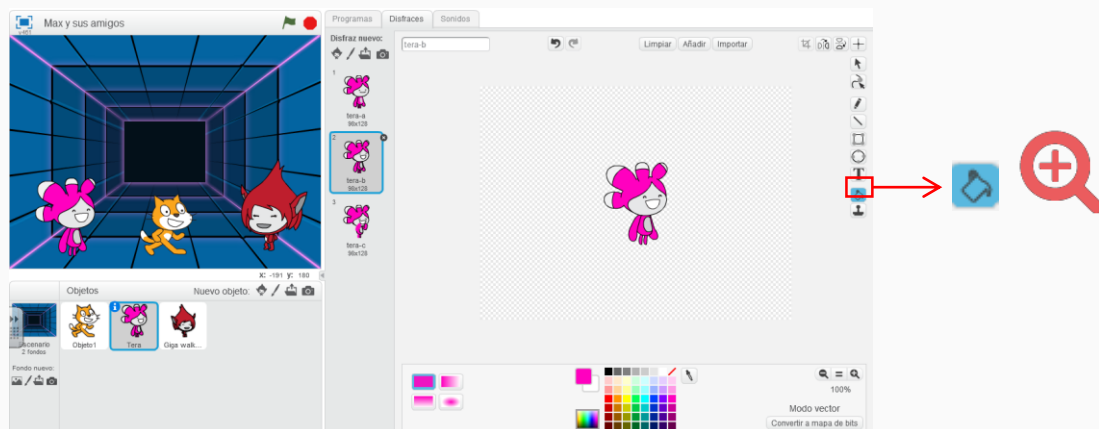 Max y sus amigos
v461
Programas Disfraces Sonidos
Disfraz nuevo:
tera-b
Limpiar Añadir Importar
1
tera-a
96x128
2
tera-b
96x128
3
tera-c
96x128
T
x: -191 y: 180
Objetos Nuevo objeto:
Escenario
2 fondos
Fondo nuevo:
Objeto1 Tera Giga walk...
100%
Modo vector
Convertir a mapa de bits